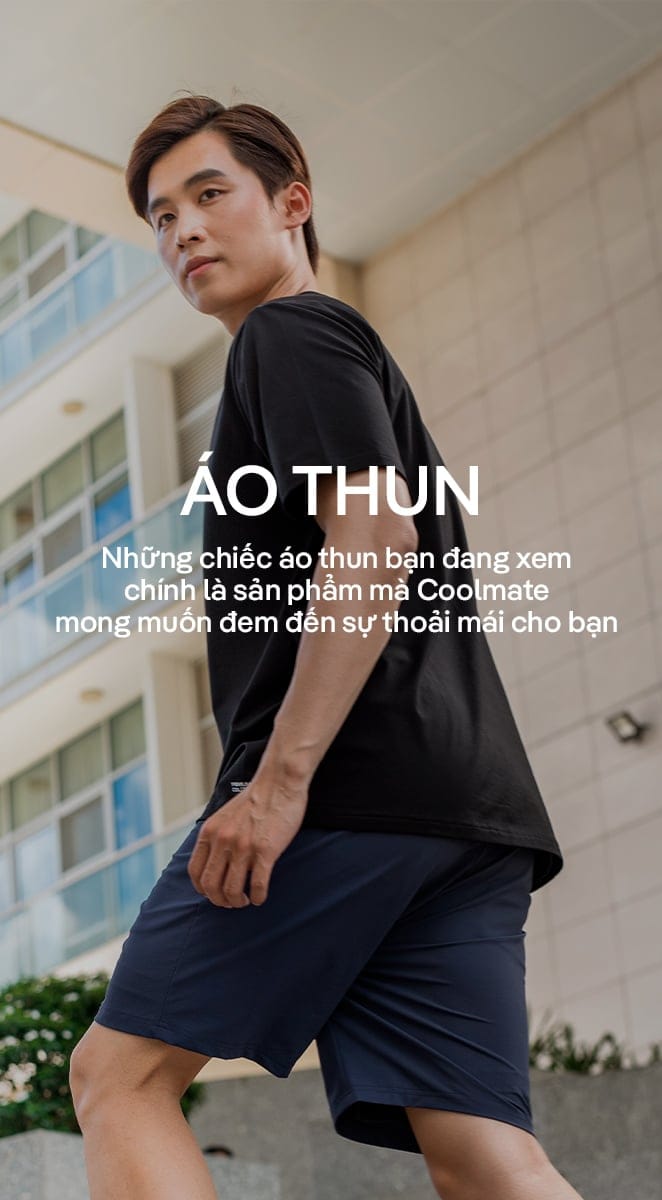 ÁO THUN
Những chiếc áo thun bạn đang xem
chính là sản phẩm mà Coolmate
mong muốn đem đến sự thoải mái cho bạn